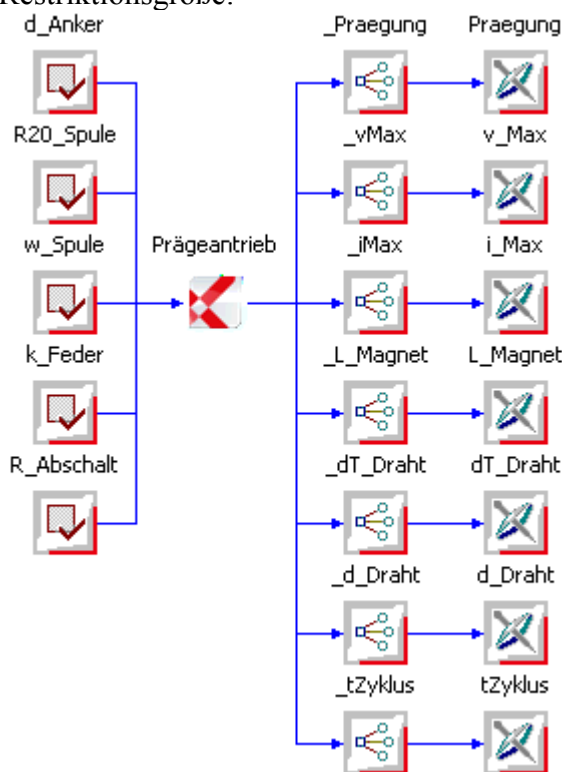 Restriktionsgröße.
d_Anker _Praegung Praegung
R20_Spule _vMax v_Max
w_Spule Prägeantrieb _iMax i_Max
k_Feder _L_Magnet L_Magnet
R_Abschalt _dT_Draht dT_Draht
_d_Draht d_Draht
_tZyklus tZyklus